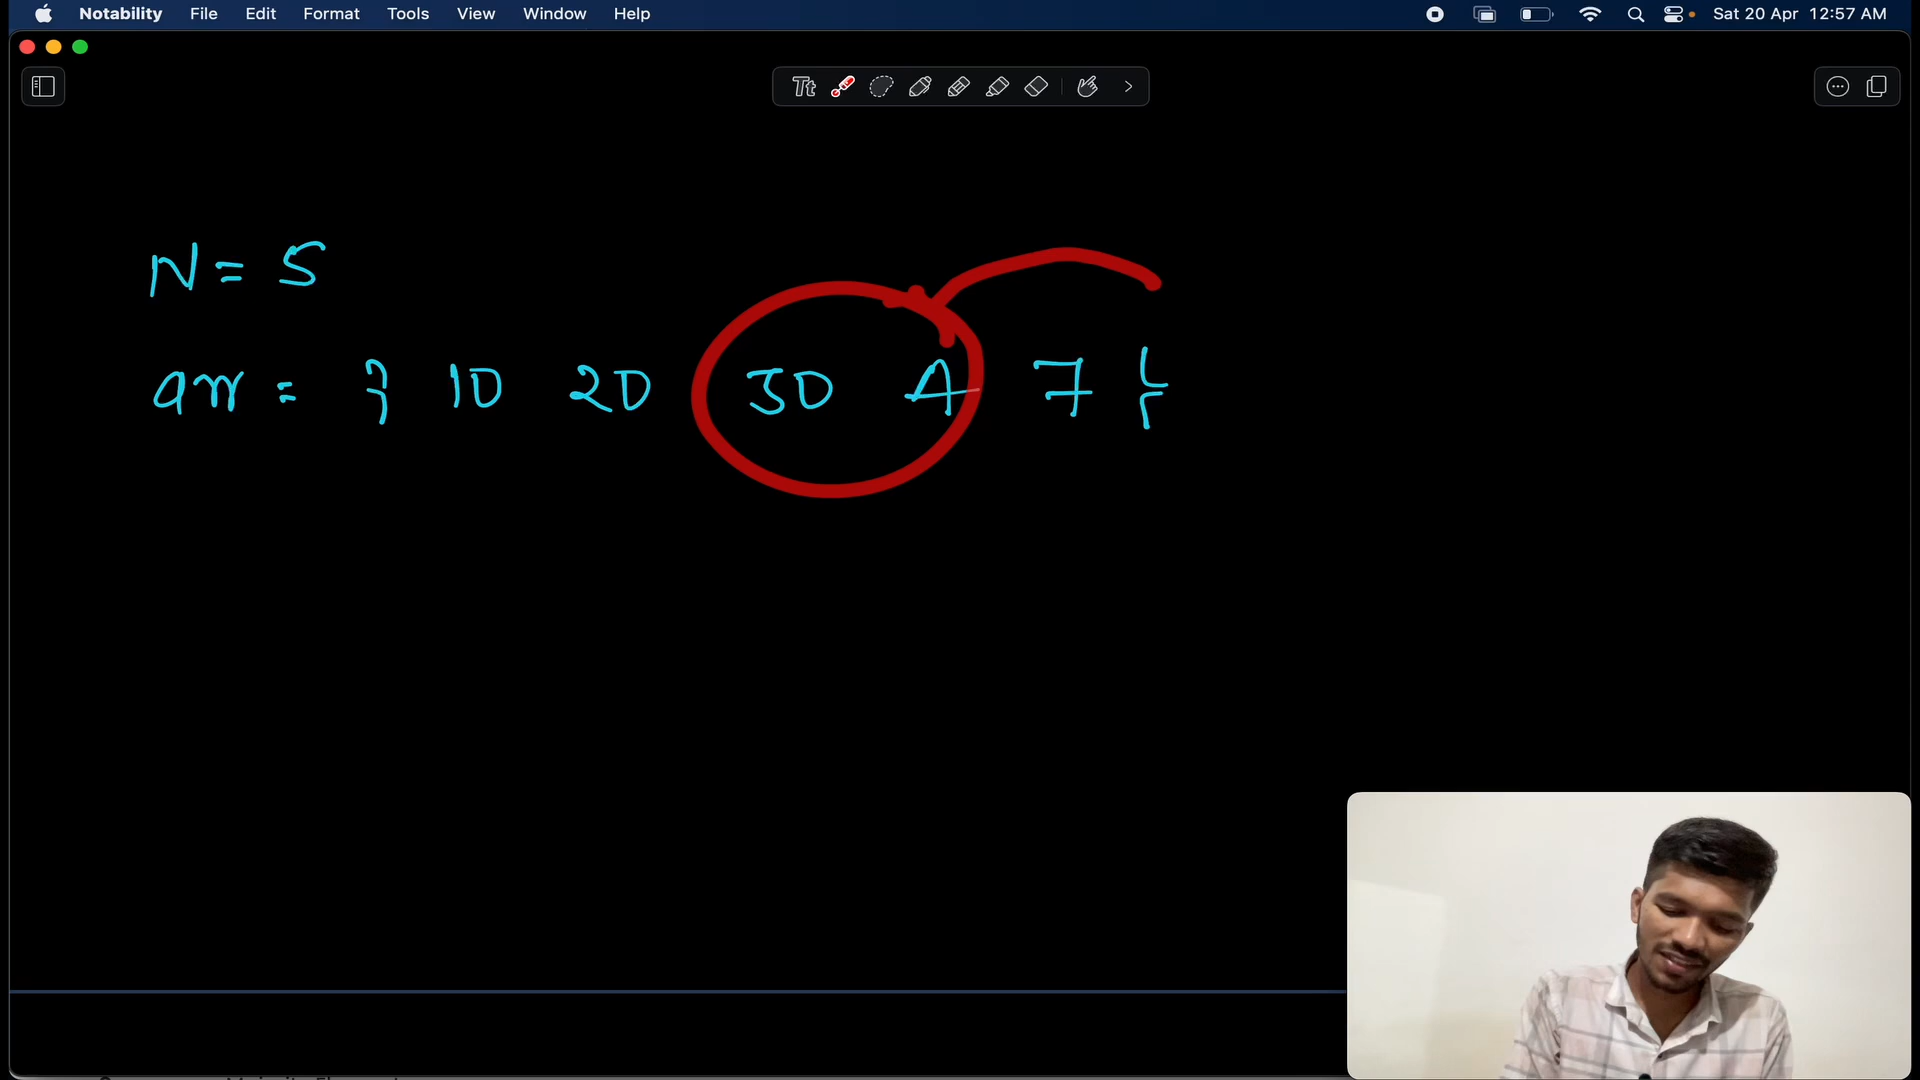 Notability File Edit Format Tools View Window Help Sat 20 Apr 12:57 AM
Tt
N = 5
arr = { 10 20 30 4 7 }